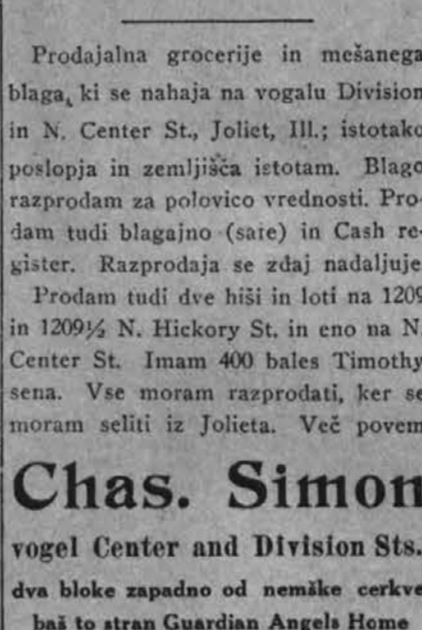 Prodajalna grocerije in mešanega
blaga, ki se nahaja na vogalu Division
in N. Center St., Joliet, Ill.; istotako
poslopja in zemljišča istotam. Blago
razprodam za polovico vrednosti. Pro-
dam tudi blagajno (safe) in Cash re-
gister. Razprodaja se zdaj nadaljuje
Prodam tudi dve hiši in loti na 1209
in 1209½ N. Hickory St. in eno na N.
Center St. Imam 400 bales Timothy
sena. Vse moram razprodati, ker se
moram seliti iz Jolieta. Več povem
Chas. Simon
vogel Center and Division Sts.
dva bloke zapadno od nemške cerkve
baš to stran Guardian Angels Home